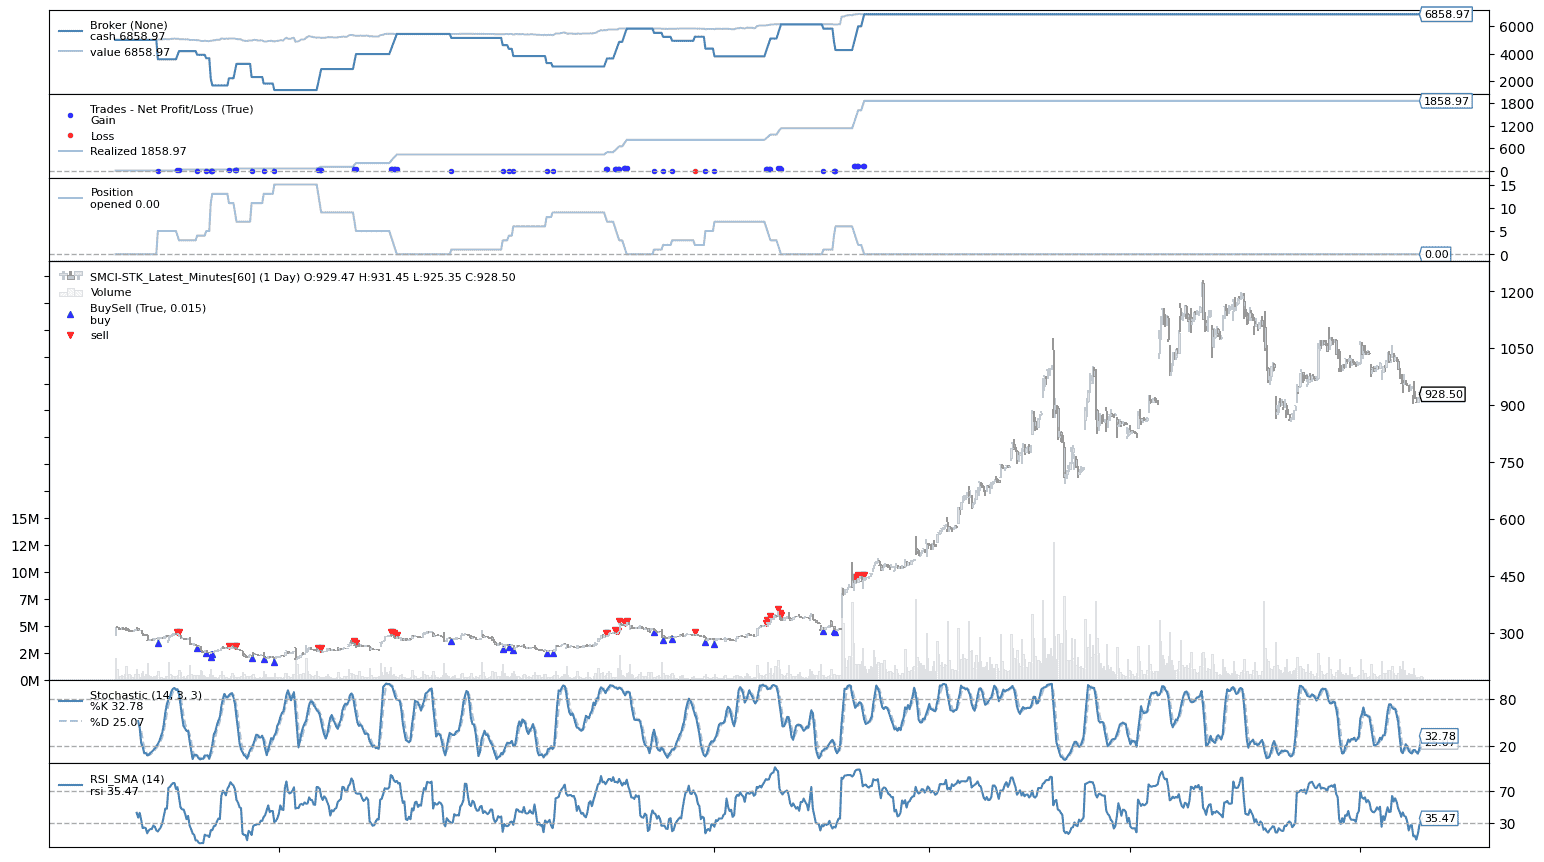 Broker (None)
cash 6858.97
value 6858.97
6858.97
6000
4000
2000
Trades - Net Profit/Loss (True)
Gain
Loss
Realized 1858.97
1858.97
1800
1200
600
0
Position
opened 0.00
15
10
5
0
0.00
SMCI-STK_Latest_Minutes[60] (1 Day) O:929.47 H:931.45 L:925.35 C:928.50
Volume
BuySell (True, 0.015)
buy
sell
1200
1050
900
750
600
450
300
928.50
15M
12M
10M
7M
5M
2M
0M
Stochastic (14, 3, 3)
%K 32.78
%D 25.07
80
20
32.78
RSI_SMA (14)
rsi 35.47
70
30
35.47